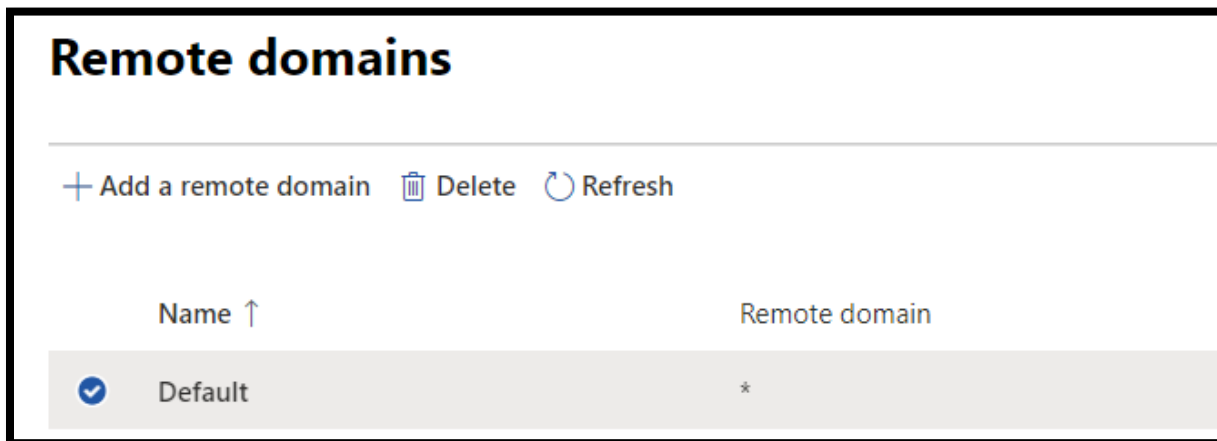 Remote domains
Add a remote domain Delete Refresh
Name ↑ Remote domain
Default *